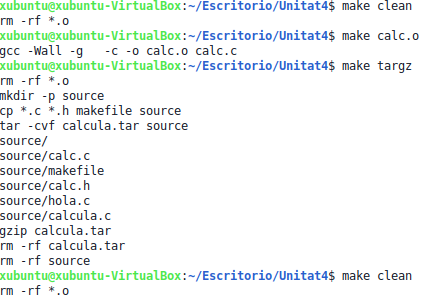 xubuntu@xubuntu-VirtualBox:~/Escritorio/Unitat4$ make clean
rm -rf *.o
xubuntu@xubuntu-VirtualBox:~/Escritorio/Unitat4$ make calc.o
gcc -Wall -g   -c -o calc.o calc.c
xubuntu@xubuntu-VirtualBox:~/Escritorio/Unitat4$ make targz
rm -rf *.o
mkdir -p source
cp *.c *.h makefile source
tar -cvf calcula.tar source
source/
source/calc.c
source/makefile
source/calc.h
source/hola.c
source/calcula.c
gzip calcula.tar
rm -rf calcula.tar
rm -rf source
xubuntu@xubuntu-VirtualBox:~/Escritorio/Unitat4$ make clean
rm -rf *.o